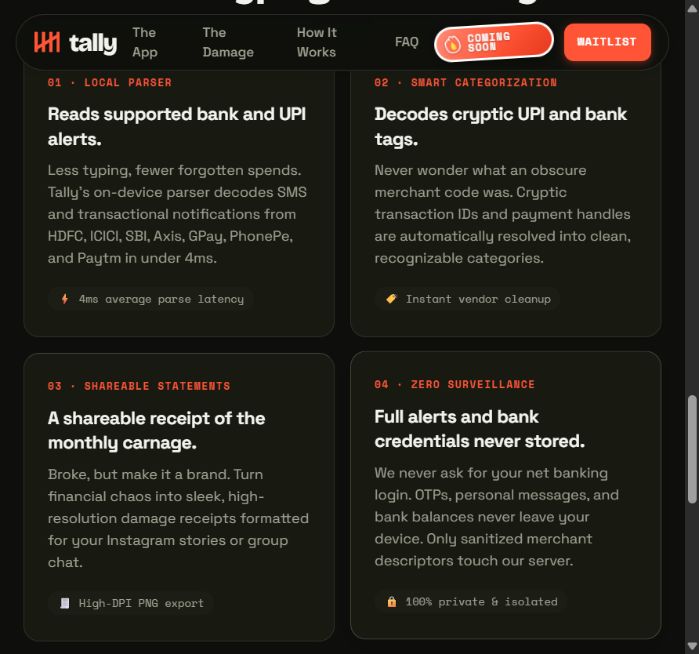 tally
The App
The Damage
How It Works
FAQ
COMING SOON
WAITLIST
01 · LOCAL PARSER
Reads supported bank and UPI
alerts.
Less typing, fewer forgotten spends.
Tally's on-device parser decodes SMS
and transactional notifications from
HDFC, ICICI, SBI, Axis, GPay, PhonePe,
and Paytm in under 4ms.
4ms average parse latency
02 · SMART CATEGORIZATION
Decodes cryptic UPI and bank
tags.
Never wonder what an obscure
merchant code was. Cryptic
transaction IDs and payment handles
are automatically resolved into clean,
recognizable categories.
Instant vendor cleanup
03 · SHAREABLE STATEMENTS
A shareable receipt of the
monthly carnage.
Broke, but make it a brand. Turn
financial chaos into sleek, high-
resolution damage receipts formatted
for your Instagram stories or group
chat.
High-DPI PNG export
04 · ZERO SURVEILLANCE
Full alerts and bank
credentials never stored.
We never ask for your net banking
login. OTPs, personal messages, and
bank balances never leave your
device. Only sanitized merchant
descriptors touch our server.
100% private & isolated